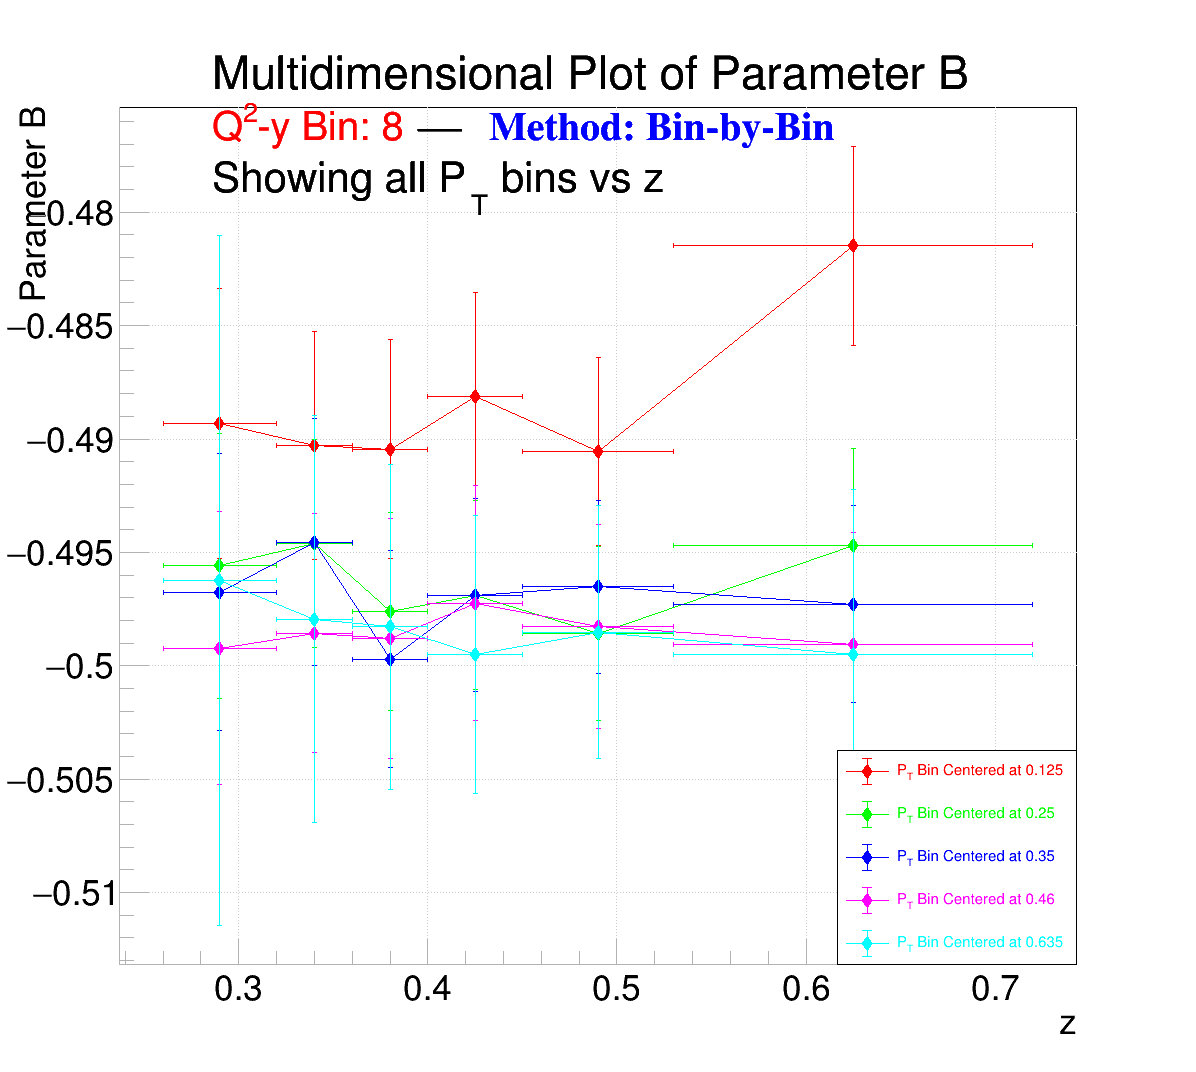 Multidimensional Plot of Parameter B
Q²-y Bin: 8 — Method: Bin-by-Bin
Showing all P_T bins vs z
Parameter B
−0.48
−0.485
−0.49
−0.495
−0.5
−0.505
−0.51
P_T Bin Centered at 0.125
P_T Bin Centered at 0.25
P_T Bin Centered at 0.35
P_T Bin Centered at 0.46
P_T Bin Centered at 0.635
0.3 0.4 0.5 0.6 0.7
z